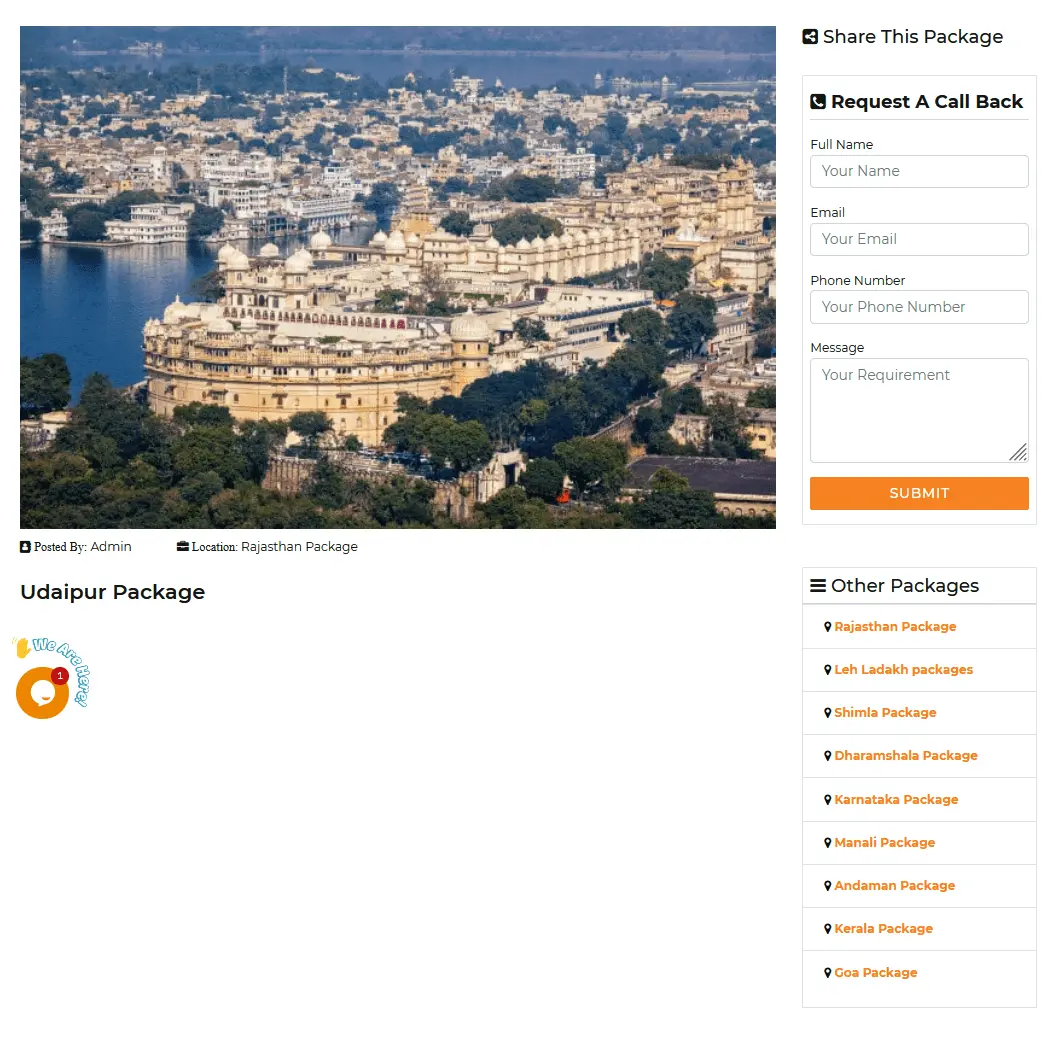 Share This Package
Request A Call Back
Full Name
Your Name
Email
Your Email
Phone Number
Your Phone Number
Message
Your Requirement
SUBMIT
Posted By: Admin
Location: Rajasthan Package
Udaipur Package
We Are Here!
1
Other Packages
Rajasthan Package
Leh Ladakh packages
Shimla Package
Dharamshala Package
Karnataka Package
Manali Package
Andaman Package
Kerala Package
Goa Package